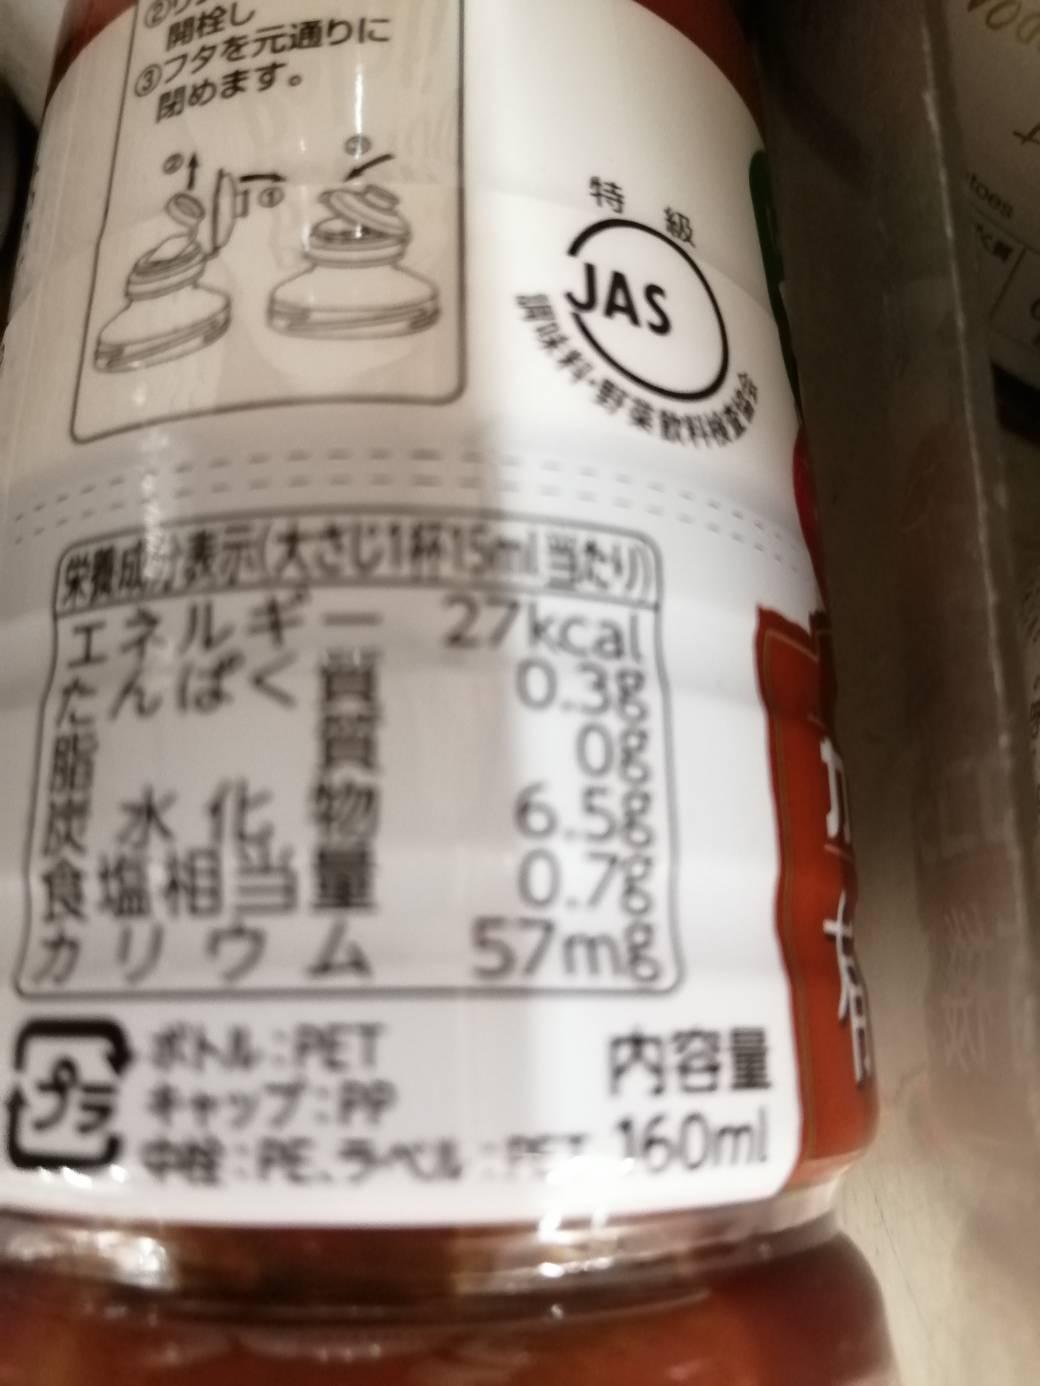 開栓し
③フタを元通りに
閉めます。
② ①
特級
JAS
調味料・野菜飲料検査協会
栄養成分表示(大さじ1杯15ml当たり)
エネルギー 27kcal
たんぱく質 0.3g
脂質 0g
炭水化物 6.5g
食塩相当量 0.7g
カリウム 57mg
プラ
ボトル:PET
キャップ:PP
中栓:PE、ラベル:PET
内容量
160ml